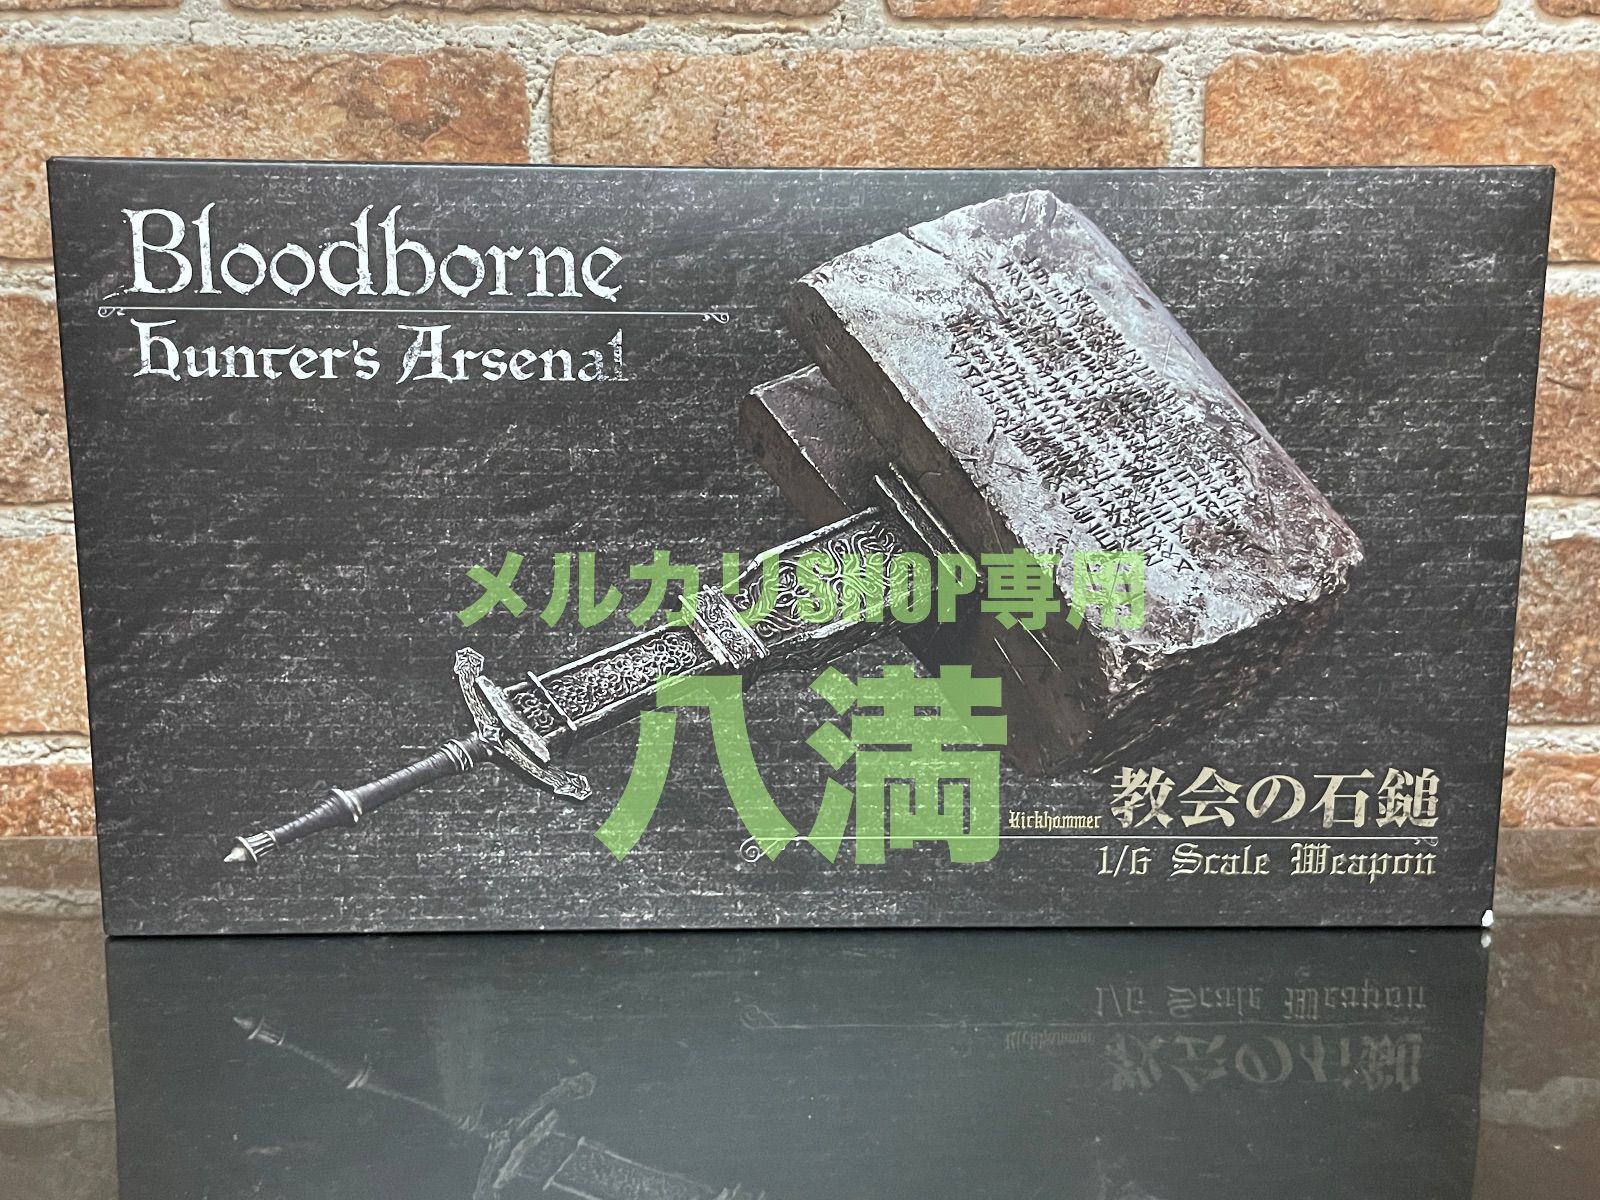 Bloodborne
Hunter's Arsenal
メルカリSHOP専用
八満
Kirkhammer 教会の石鎚
1/6 Scale Weapon